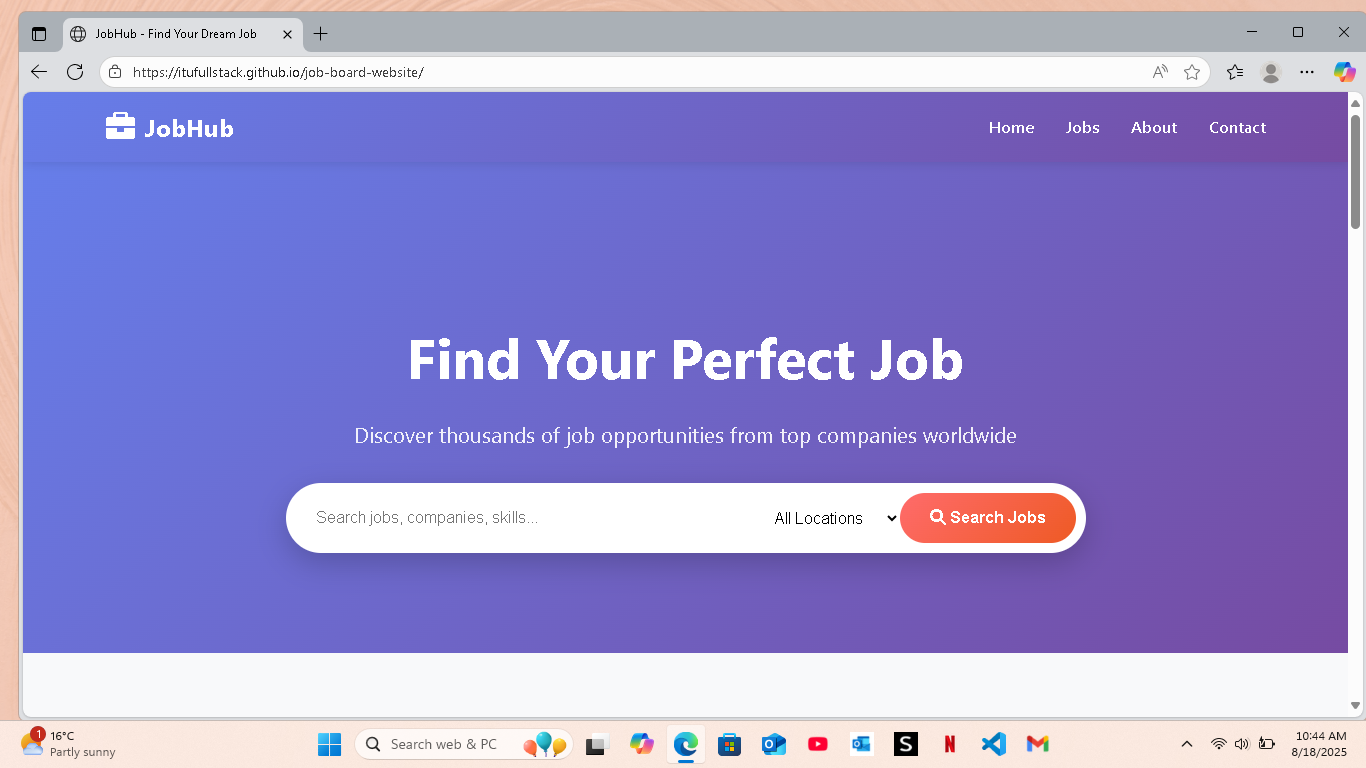 JobHub - Find Your Dream Job
https://itufullstack.github.io/job-board-website/
JobHub
Home Jobs About Contact
Find Your Perfect Job
Discover thousands of job opportunities from top companies worldwide
Search jobs, companies, skills...
All Locations
Search Jobs
1
16°C
Partly sunny
Search web & PC
S
N
10:44 AM
8/18/2025